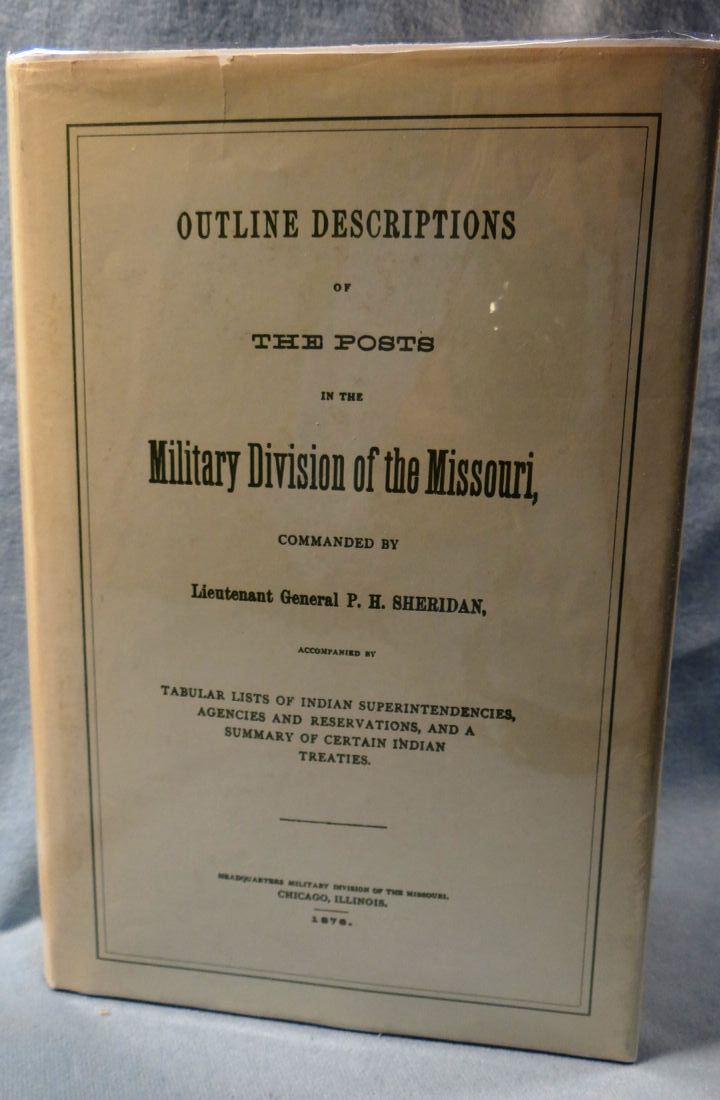 OUTLINE DESCRIPTIONS
OF
THE POSTS
IN THE
Military Division of the Missouri,
COMMANDED BY
Lieutenant General P. H. SHERIDAN,
ACCOMPANIED BY
TABULAR LISTS OF INDIAN SUPERINTENDENCIES,
AGENCIES AND RESERVATIONS, AND A
SUMMARY OF CERTAIN INDIAN
TREATIES.
HEADQUARTERS MILITARY DIVISION OF THE MISSOURI,
CHICAGO, ILLINOIS.
1876.